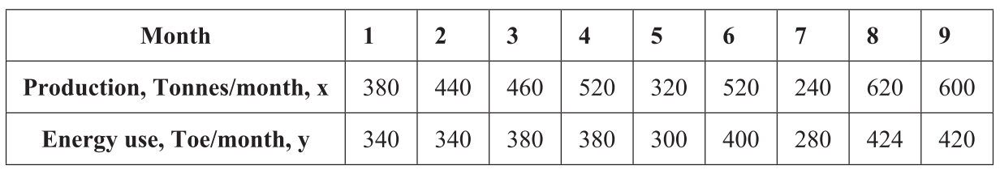 Month 1 2 3 4 5 6 7 8 9
Production, Tonnes/month, x 380 440 460 520 320 520 240 620 600
Energy use, Toe/month, y 340 340 380 380 300 400 280 424 420